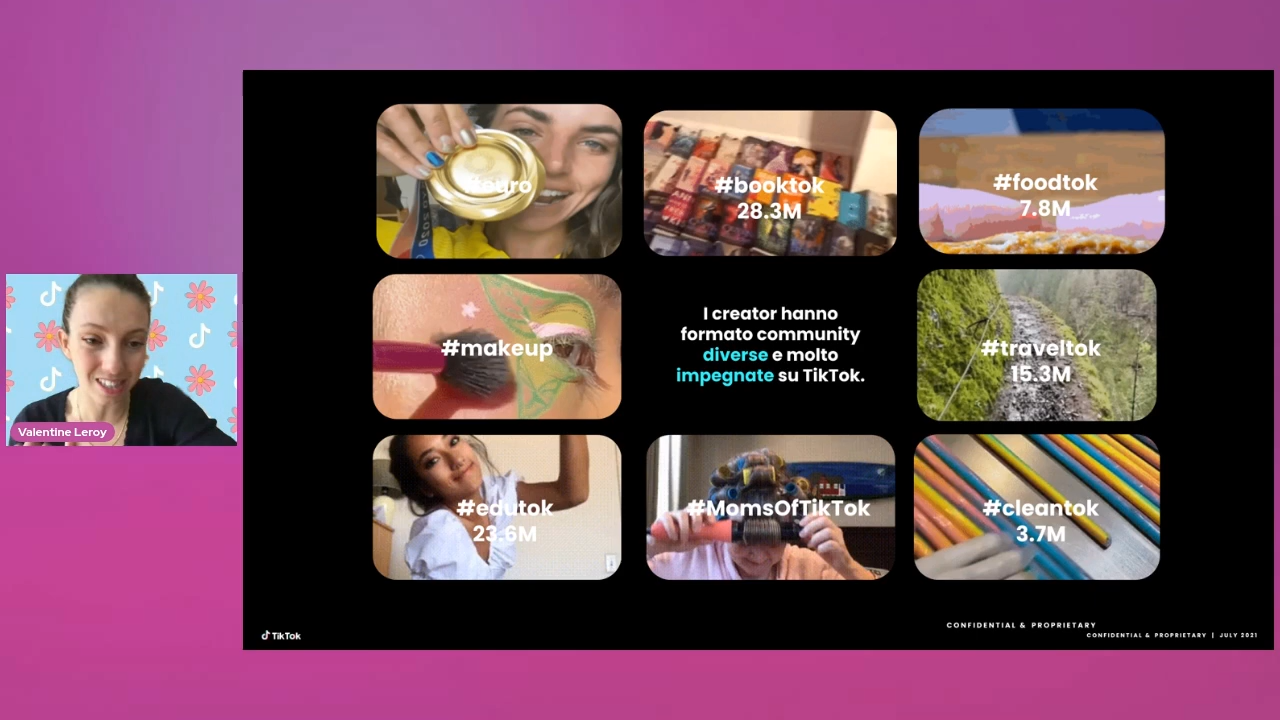 #euro
#booktok
28.3M
#foodtok
7.8M
#makeup
I creator hanno
formato community
diverse e molto
impegnate su TikTok.
#traveltok
15.3M
#edutok
23.6M
#MomsOfTikTok
#cleantok
3.7M
Valentine Leroy
TikTok
CONFIDENTIAL & PROPRIETARY
CONFIDENTIAL & PROPRIETARY | JULY 2021